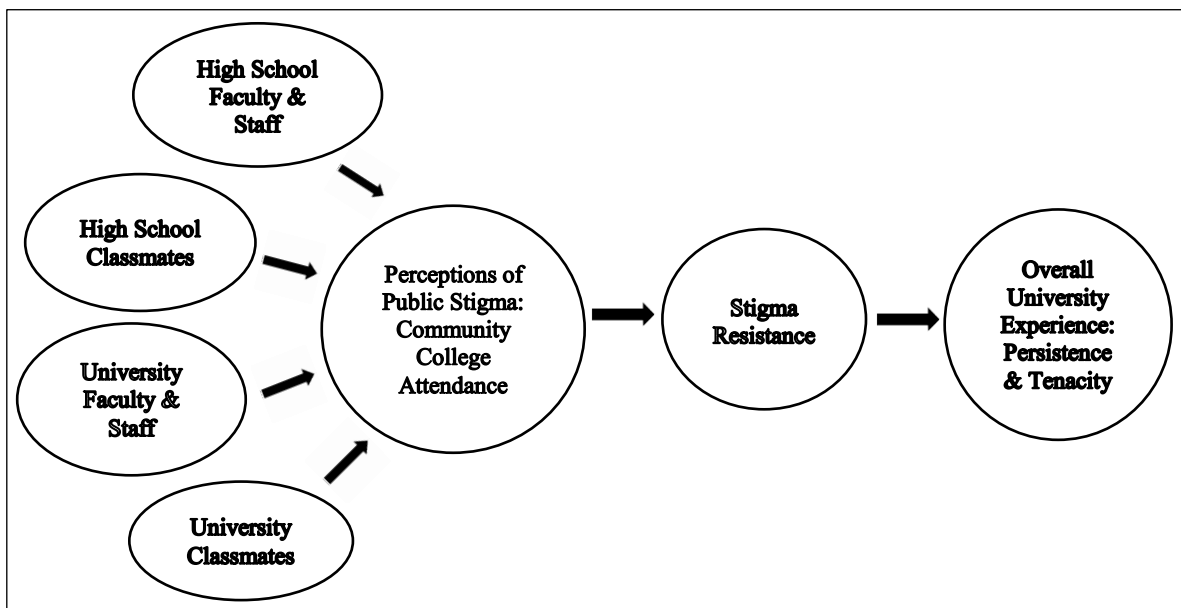 High School
Faculty &
Staff
High School
Classmates
University
Faculty &
Staff
University
Classmates
Perceptions of
Public Stigma:
Community
College
Attendance
Stigma
Resistance
Overall
University
Experience:
Persistence
& Tenacity